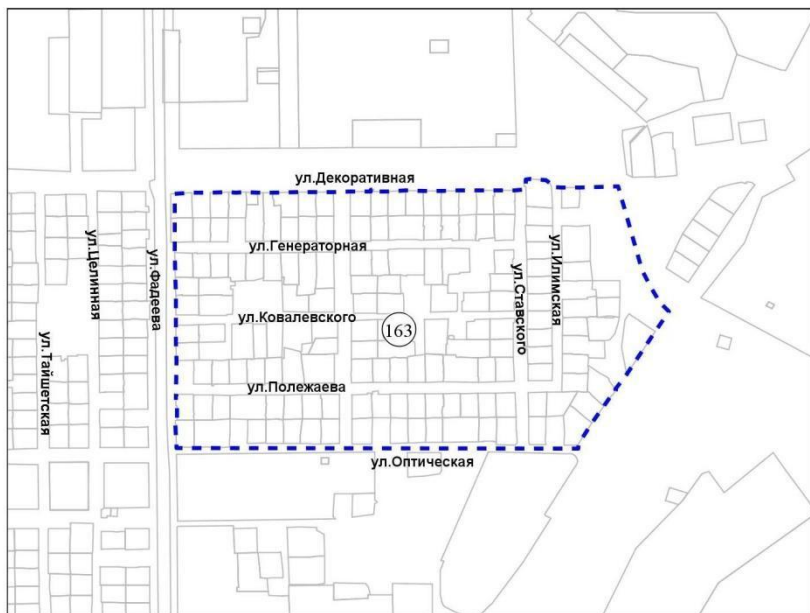 ул.Декоративная
ул.Генераторная
ул.Целинная
ул.Фадеева
ул.Ставского
ул.Илимская
ул.Ковалевского
163
ул.Тайшетская
ул.Полежаева
ул.Оптическая